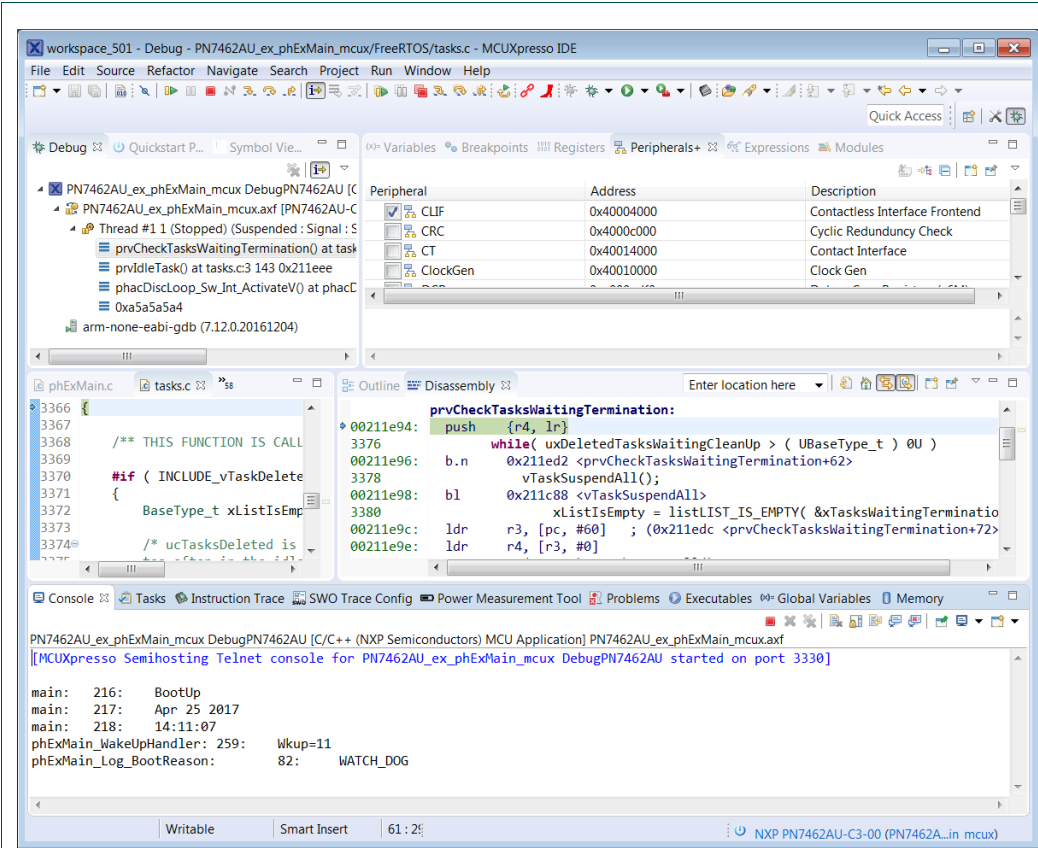 workspace_501 - Debug - PN7462AU_ex_phExMain_mcux/FreeRTOS/tasks.c - MCUXpresso IDE
File Edit Source Refactor Navigate Search Project Run Window Help
Quick Access
Debug Quickstart P... Symbol Vie...
PN7462AU_ex_phExMain_mcux DebugPN7462AU [C
PN7462AU_ex_phExMain_mcux.axf [PN7462AU-C
Thread #1 1 (Stopped) (Suspended : Signal : S
prvCheckTasksWaitingTermination() at task
prvIdleTask() at tasks.c:3 143 0x211eee
phacDiscLoop_Sw_Int_ActivateV() at phacD
0xa5a5a5a4
arm-none-eabi-gdb (7.12.0.20161204)
(x)= Variables Breakpoints Registers Peripherals+ Expressions Modules
Peripheral Address Description
CLIF 0x40004000 Contactless Interface Frontend
CRC 0x4000c000 Cyclic Redundancy Check
CT 0x40014000 Contact Interface
ClockGen 0x40010000 Clock Gen
phExMain.c tasks.c »58
3366 {
3367
3368 /** THIS FUNCTION IS CALL
3369
3370 #if ( INCLUDE_vTaskDelete
3371 {
3372 BaseType_t xListIsEmp
3373
3374 /* ucTasksDeleted is
Outline Disassembly Enter location here
prvCheckTasksWaitingTermination:
00211e94: push {r4, lr}
3376 while( uxDeletedTasksWaitingCleanUp > ( UBaseType_t ) 0U )
00211e96: b.n 0x211ed2 <prvCheckTasksWaitingTermination+62>
3378 vTaskSuspendAll();
00211e98: bl 0x211c88 <vTaskSuspendAll>
3380 xListIsEmpty = listLIST_IS_EMPTY( &xTasksWaitingTerminatio
00211e9c: ldr r3, [pc, #60] ; (0x211edc <prvCheckTasksWaitingTermination+72>
00211e9e: ldr r4, [r3, #0]
Console Tasks Instruction Trace SWO Trace Config Power Measurement Tool Problems Executables (x)= Global Variables Memory
PN7462AU_ex_phExMain_mcux DebugPN7462AU [C/C++ (NXP Semiconductors) MCU Application] PN7462AU_ex_phExMain_mcux.axf
[MCUXpresso Semihosting Telnet console for PN7462AU_ex_phExMain_mcux DebugPN7462AU started on port 3330]
main: 216: BootUp
main: 217: Apr 25 2017
main: 218: 14:11:07
phExMain_WakeUpHandler: 259: Wkup=11
phExMain_Log_BootReason: 82: WATCH_DOG
Writable Smart Insert 61 : 25
NXP PN7462AU-C3-00 (PN7462A...in mcux)